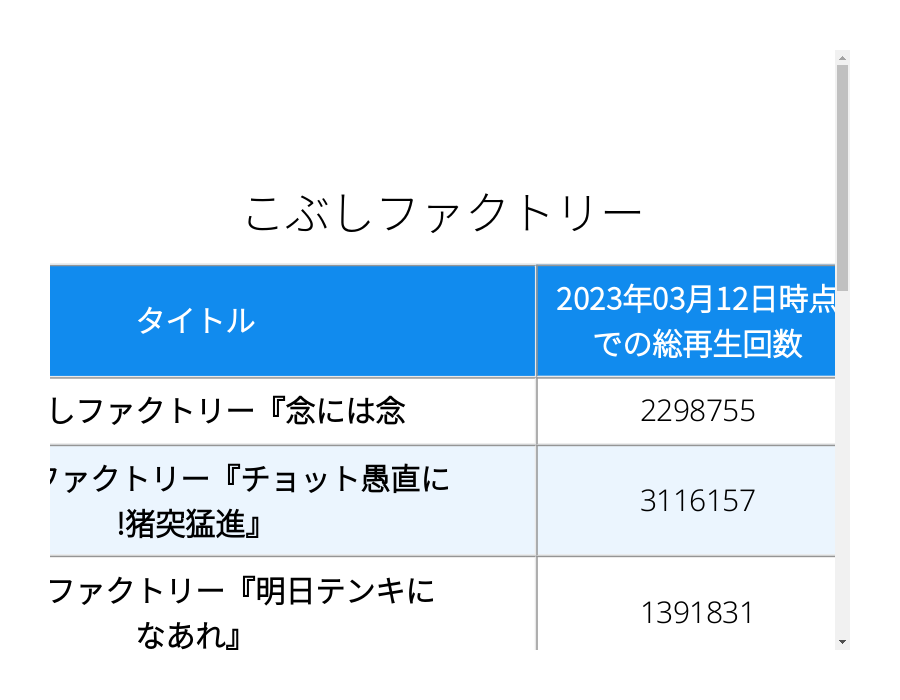 こぶしファクトリー
タイトル
2023年03月12日時点
での総再生回数
しファクトリー『念には念
2298755
ファクトリー『チョット愚直に
!猪突猛進』
3116157
ファクトリー『明日テンキに
なあれ』
1391831